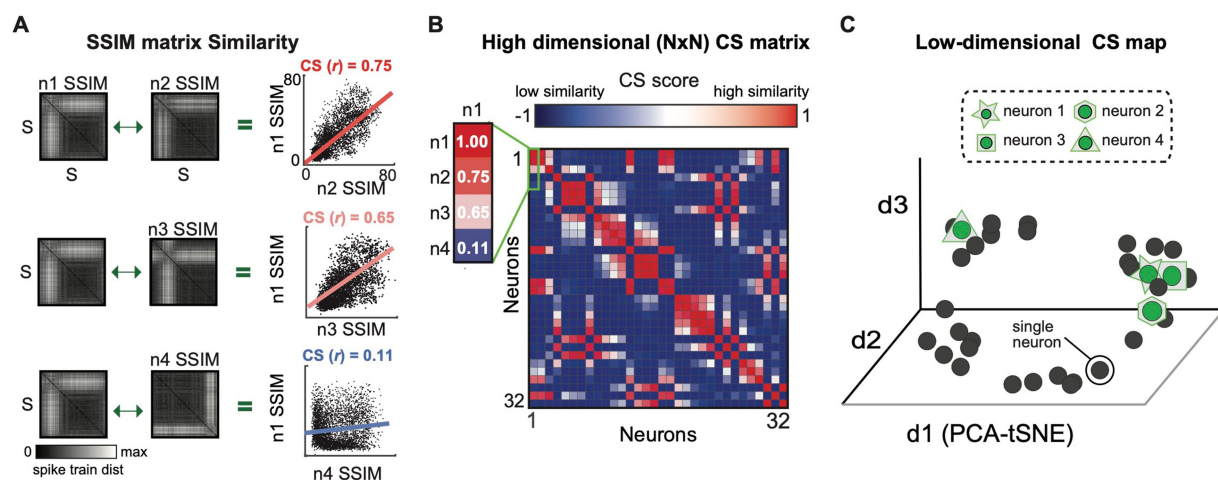 A
SSIM matrix Similarity
n1 SSIM
n2 SSIM
S
S
S
=
CS (r) = 0.75
80
n1 SSIM
0
0
n2 SSIM
80
n3 SSIM
S
=
CS (r) = 0.65
n1 SSIM
n3 SSIM
n4 SSIM
S
=
CS (r) = 0.11
n1 SSIM
n4 SSIM
0
max
spike train dist
B
High dimensional (NxN) CS matrix
CS score
low similarity
high similarity
-1
1
n1
n1
1.00
n2
0.75
n3
0.65
n4
0.11
1
Neurons
32
1
32
Neurons
C
Low-dimensional CS map
neuron 1
neuron 2
neuron 3
neuron 4
d3
d2
single
neuron
d1 (PCA-tSNE)